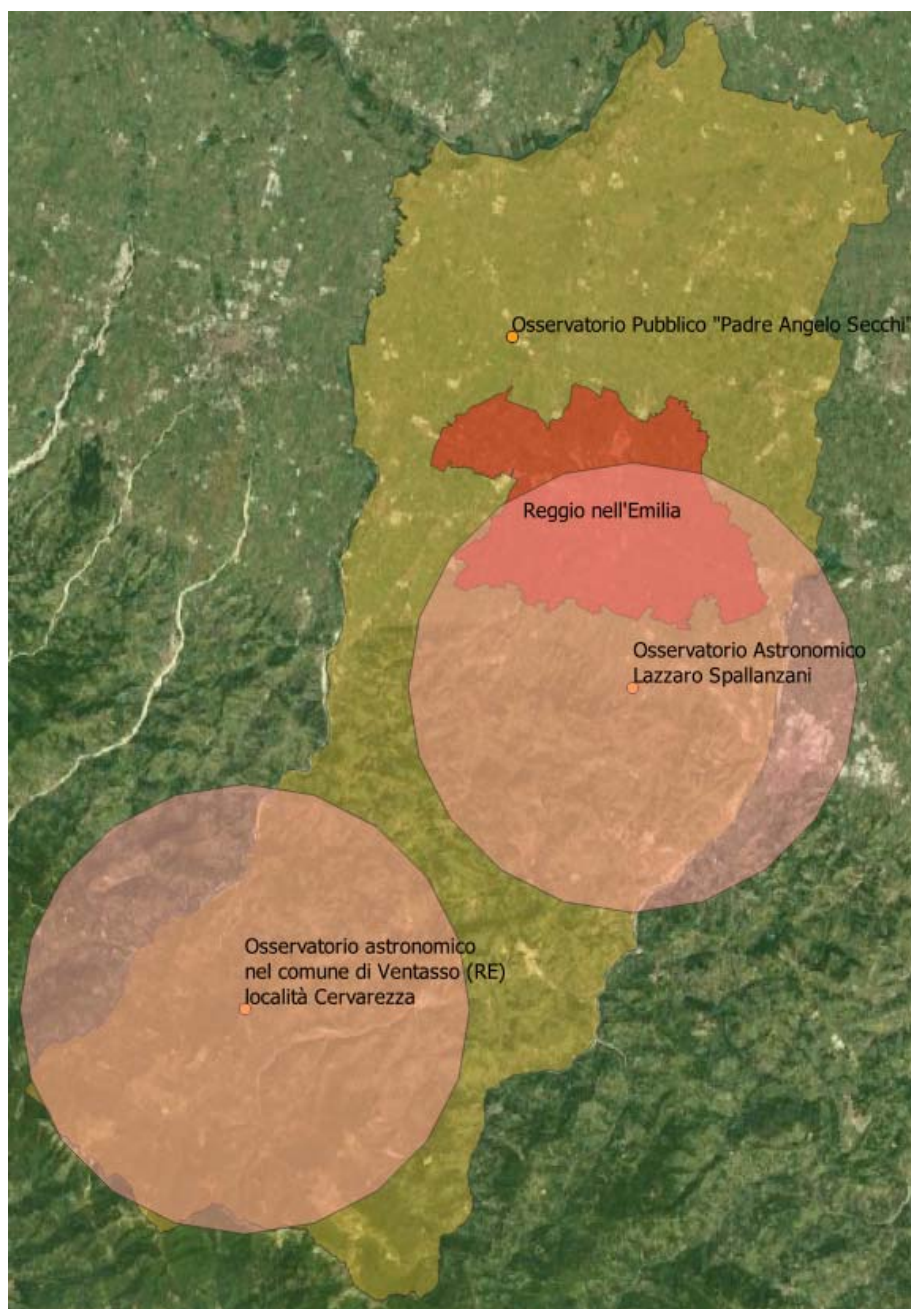 Osservatorio Pubblico "Padre Angelo Secchi"
Reggio nell'Emilia
Osservatorio Astronomico
Lazzaro Spallanzani
Osservatorio astronomico
nel comune di Ventasso (RE)
località Cervarezza